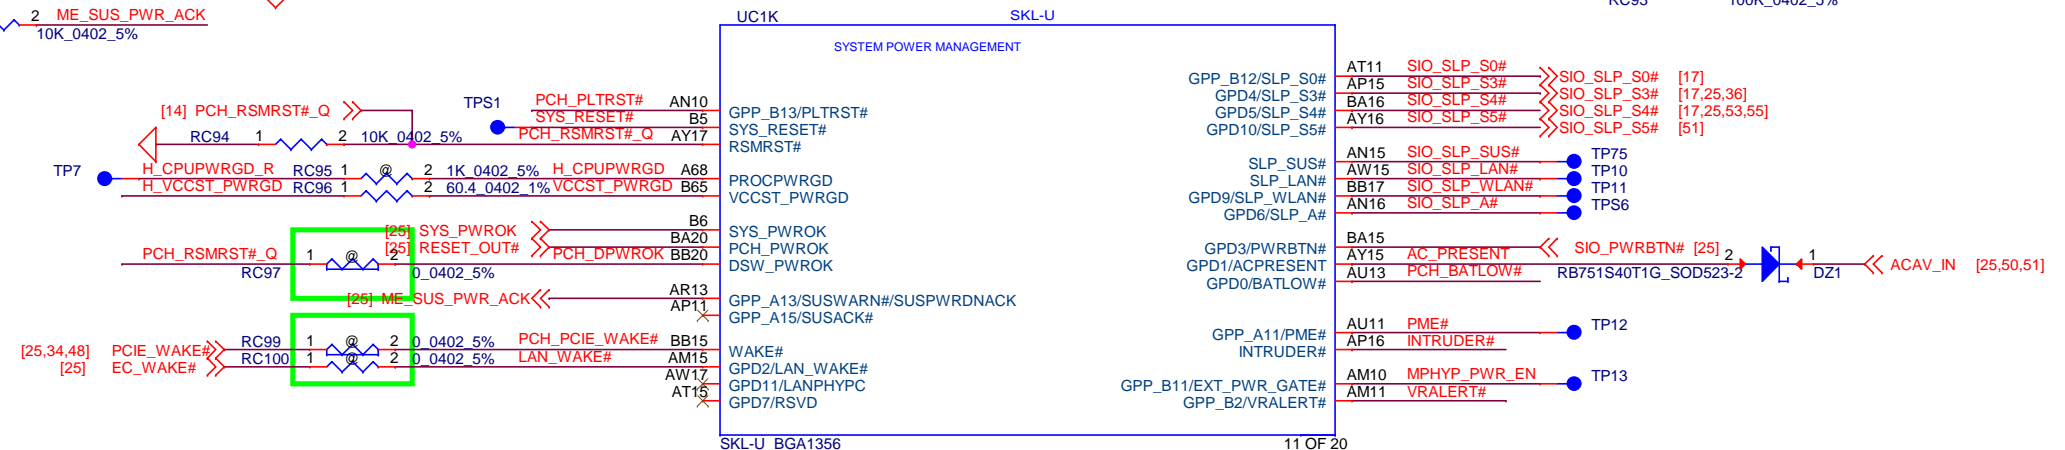 2 ME_SUS_PWR_ACK
10K_0402_5%
RC93 100K_0402_5%
UC1K SKL-U
SYSTEM POWER MANAGEMENT
[14] PCH_RSMRST#_Q
RC94 1 2 10K_0402_5%
TPS1
PCH_PLTRST# AN10 GPP_B13/PLTRST#
SYS_RESET# B5 SYS_RESET#
PCH_RSMRST#_Q AY17 RSMRST#
TP7 H_CPUPWRGD_R RC95 1 @ 2 1K_0402_5% H_CPUPWRGD A68 PROCPWRGD
H_VCCST_PWRGD RC96 1 2 60.4_0402_1% VCCST_PWRGD B65 VCCST_PWRGD
[25] SYS_PWROK B6 SYS_PWROK
[25] RESET_OUT# BA20 PCH_PWROK
PCH_RSMRST#_Q RC97 1 @ 2 0_0402_5% PCH_DPWROK BB20 DSW_PWROK
[25] ME_SUS_PWR_ACK AR13 GPP_A13/SUSWARN#/SUSPWRDNACK
AP11 GPP_A15/SUSACK#
[25,34,48] PCIE_WAKE# RC99 1 @ 2 0_0402_5% PCH_PCIE_WAKE# BB15 WAKE#
[25] EC_WAKE# RC100 1 @ 2 0_0402_5% LAN_WAKE# AM15 GPD2/LAN_WAKE#
AW17 GPD11/LANPHYPC
AT15 GPD7/RSVD
GPP_B12/SLP_S0# AT11 SIO_SLP_S0# SIO_SLP_S0# [17]
GPD4/SLP_S3# AP15 SIO_SLP_S3# SIO_SLP_S3# [17,25,36]
GPD5/SLP_S4# BA16 SIO_SLP_S4# SIO_SLP_S4# [17,25,53,55]
GPD10/SLP_S5# AY16 SIO_SLP_S5# SIO_SLP_S5# [51]
SLP_SUS# AN15 SIO_SLP_SUS# TP75
SLP_LAN# AW15 SIO_SLP_LAN# TP10
GPD9/SLP_WLAN# BB17 SIO_SLP_WLAN# TP11
GPD6/SLP_A# AN16 SIO_SLP_A# TPS6
GPD3/PWRBTN# BA15 SIO_PWRBTN# [25]
GPD1/ACPRESENT AY15 AC_PRESENT 2 1 ACAV_IN [25,50,51]
RB751S40T1G_SOD523-2 DZ1
GPD0/BATLOW# AU13 PCH_BATLOW#
GPP_A11/PME# AU11 PME# TP12
INTRUDER# AP16 INTRUDER#
GPP_B11/EXT_PWR_GATE# AM10 MPHYP_PWR_EN TP13
GPP_B2/VRALERT# AM11 VRALERT#
SKL-U_BGA1356 11 OF 20